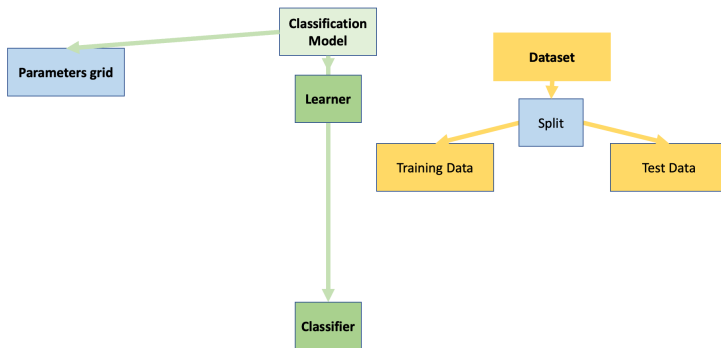 Classification
Model
Parameters grid
Learner
Dataset
Split
Training Data
Test Data
Classifier